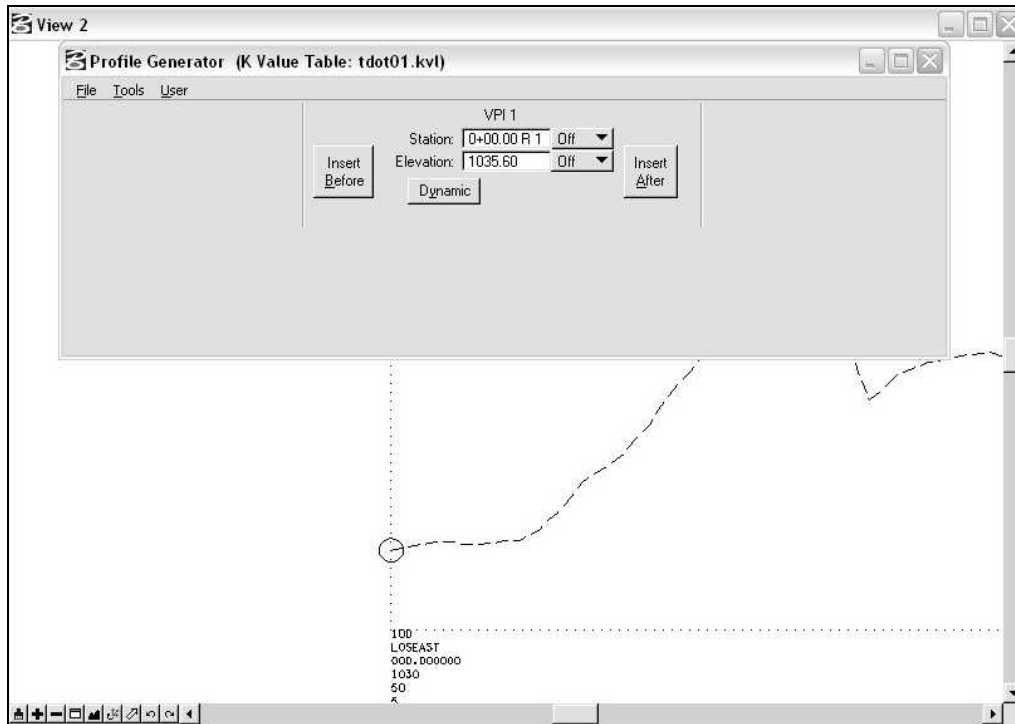 View 2
Profile Generator (K Value Table: tdot01.kvl)
File Tools User
VPI 1
Station: 0+00.00 R 1 Off
Insert Before
Elevation: 1035.60 Off
Insert After
Dynamic
100
LOSEAST
000.D00000
1030
50